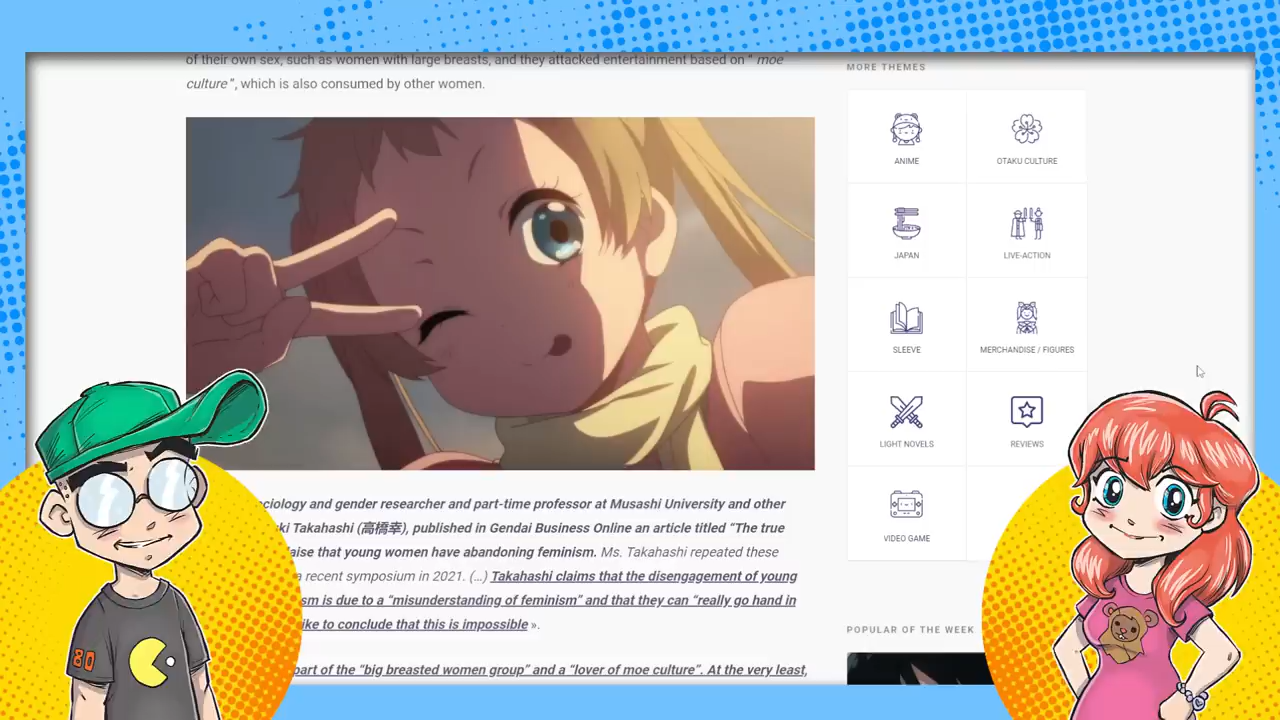 of their own sex, such as women with large breasts, and they attacked entertainment based on " moe
culture ", which is also consumed by other women.
ciology and gender researcher and part-time professor at Musashi University and other
ki Takahashi (高橋幸), published in Gendai Business Online an article titled “The true
aise that young women have abandoning feminism. Ms. Takahashi repeated these
a recent symposium in 2021. (…) Takahashi claims that the disengagement of young
sm is due to a “misunderstanding of feminism” and that they can “really go hand in
ike to conclude that this is impossible ».
part of the “big breasted women group” and a “lover of moe culture”. At the very least,
MORE THEMES
ANIME
OTAKU CULTURE
JAPAN
LIVE-ACTION
SLEEVE
MERCHANDISE / FIGURES
LIGHT NOVELS
REVIEWS
VIDEO GAME
POPULAR OF THE WEEK
80